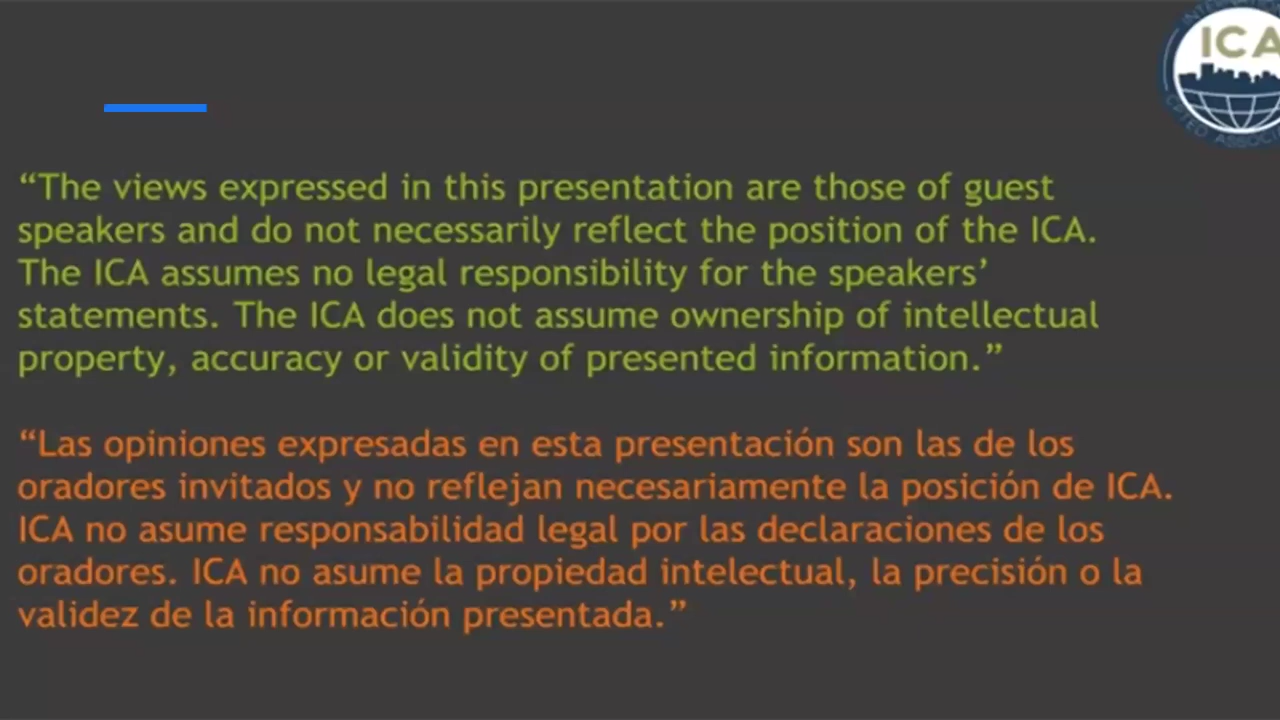 ICA
“The views expressed in this presentation are those of guest
speakers and do not necessarily reflect the position of the ICA.
The ICA assumes no legal responsibility for the speakers’
statements. The ICA does not assume ownership of intellectual
property, accuracy or validity of presented information.”
“Las opiniones expresadas en esta presentación son las de los
oradores invitados y no reflejan necesariamente la posición de ICA.
ICA no asume responsabilidad legal por las declaraciones de los
oradores. ICA no asume la propiedad intelectual, la precisión o la
validez de la información presentada.”